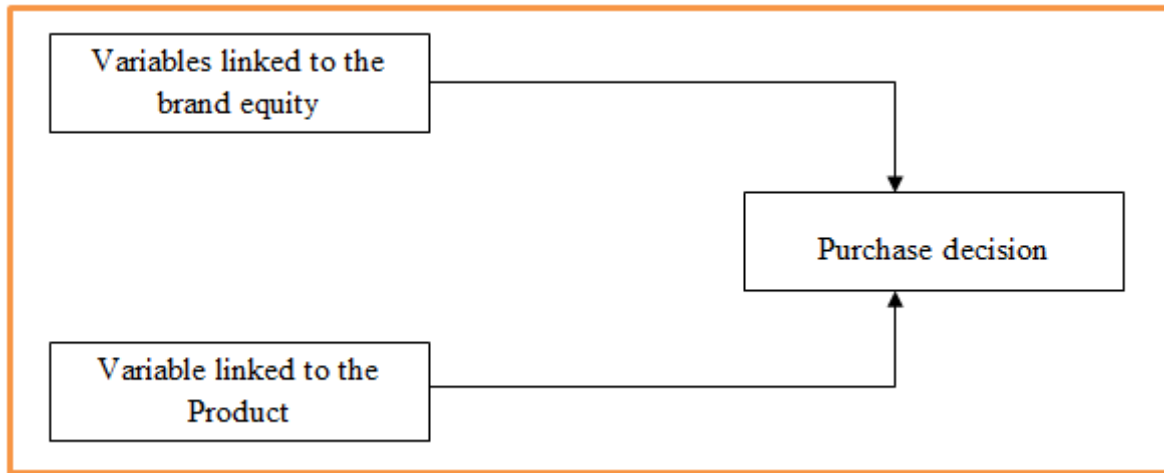 Variables linked to the
brand equity
Purchase decision
Variable linked to the
Product